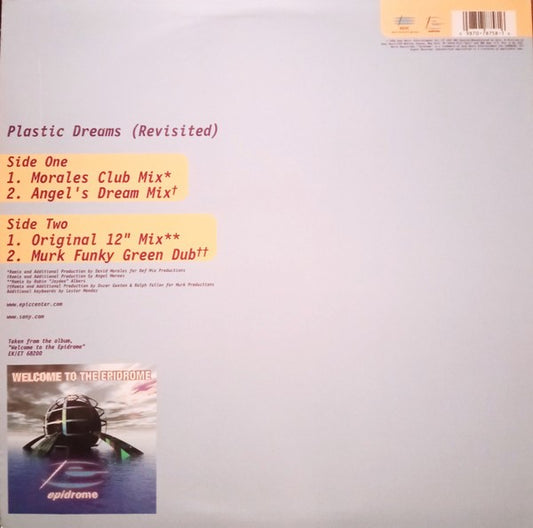 Plastic Dreams (Revisited)
Side One
1. Morales Club Mix*
2. Angel's Dream Mix†
Side Two
1. Original 12" Mix**
2. Murk Funky Green Dub††
*Remix and Additional Production by David Morales for Def Mix Productions
†Remix and Additional Production by Angel Moraes
**Remix by Robin "Jaydee" Albers
††Remix and Additional Production by Oscar Gaetan & Ralph Falcon for Murk Productions
Additional keyboards by Lester Mendez
www.epiccenter.com
www.sony.com
Taken from the album,
"Welcome to the Epidrome"
EK/ET 68200
WELCOME TO THE EPIDROME
epidrome